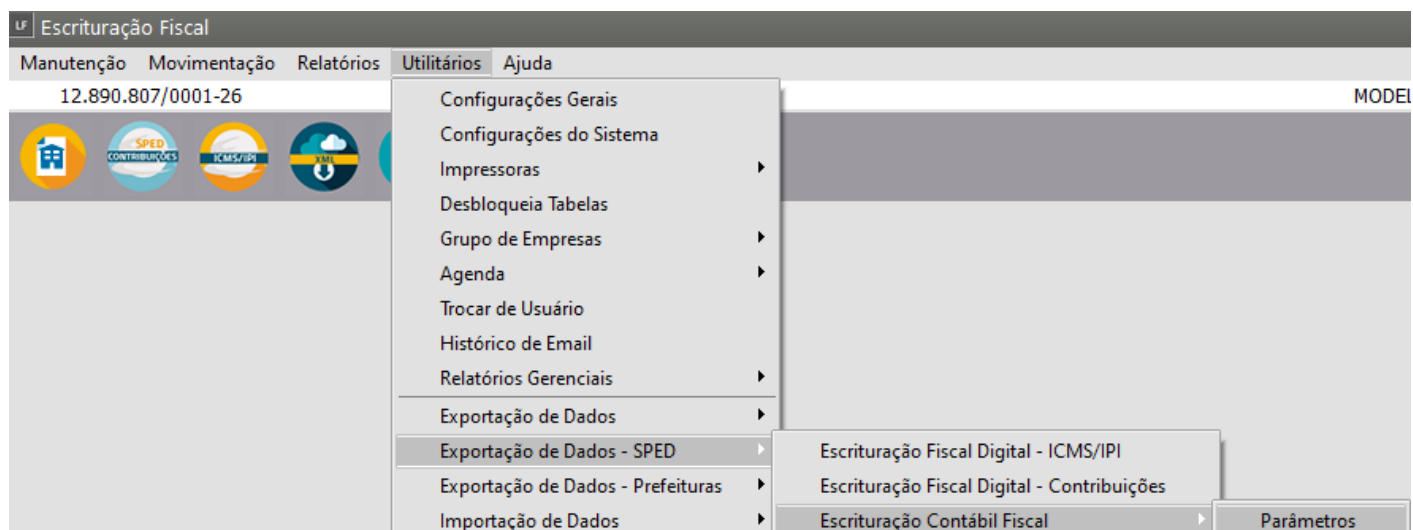 LF Escrituração Fiscal
Manutenção Movimentação Relatórios Utilitários Ajuda
12.890.807/0001-26
MODEL
SPED
CONTRIBUIÇÕES
ICMS/IPI
XML
Configurações Gerais
Configurações do Sistema
Impressoras
Desbloqueia Tabelas
Grupo de Empresas
Agenda
Trocar de Usuário
Histórico de Email
Relatórios Gerenciais
Exportação de Dados
Exportação de Dados - SPED
Escrituração Fiscal Digital - ICMS/IPI
Exportação de Dados - Prefeituras
Escrituração Fiscal Digital - Contribuições
Importação de Dados
Escrituração Contábil Fiscal
Parâmetros